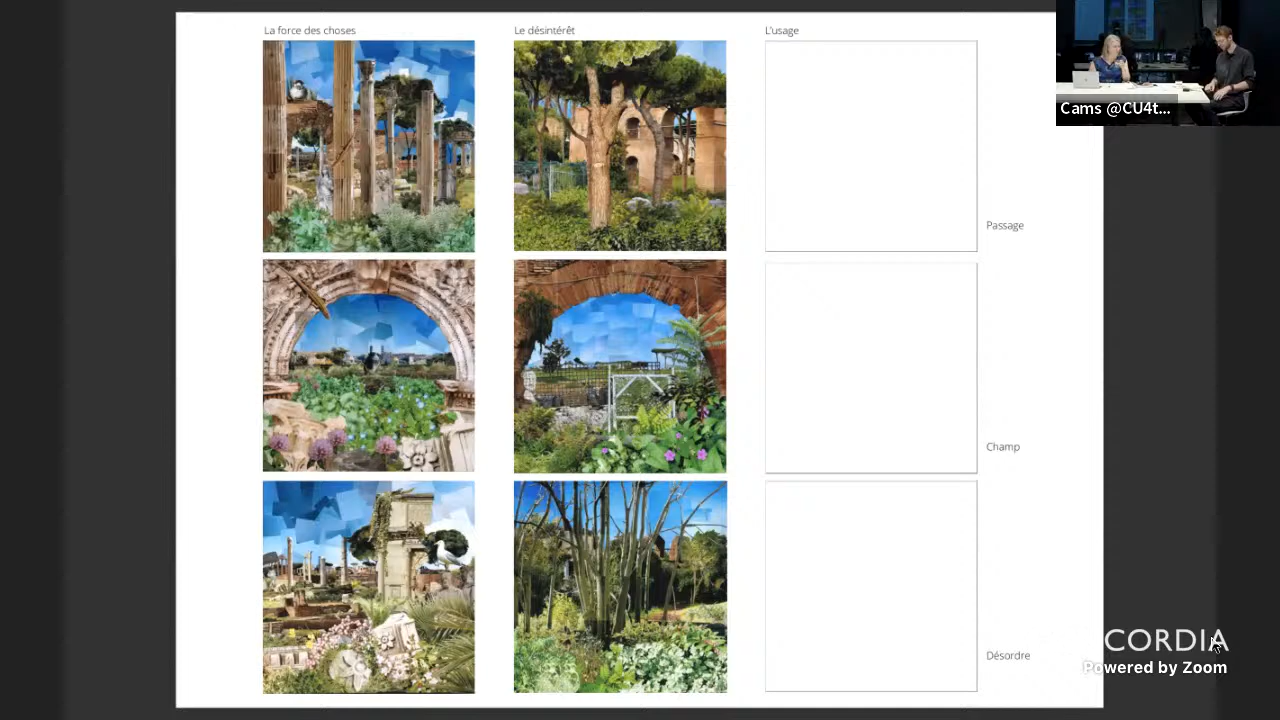 La force des choses
Le désintérêt
L'usage
Cams @CU4t...
Passage
Champ
Désordre
CORDIA
Powered by Zoom